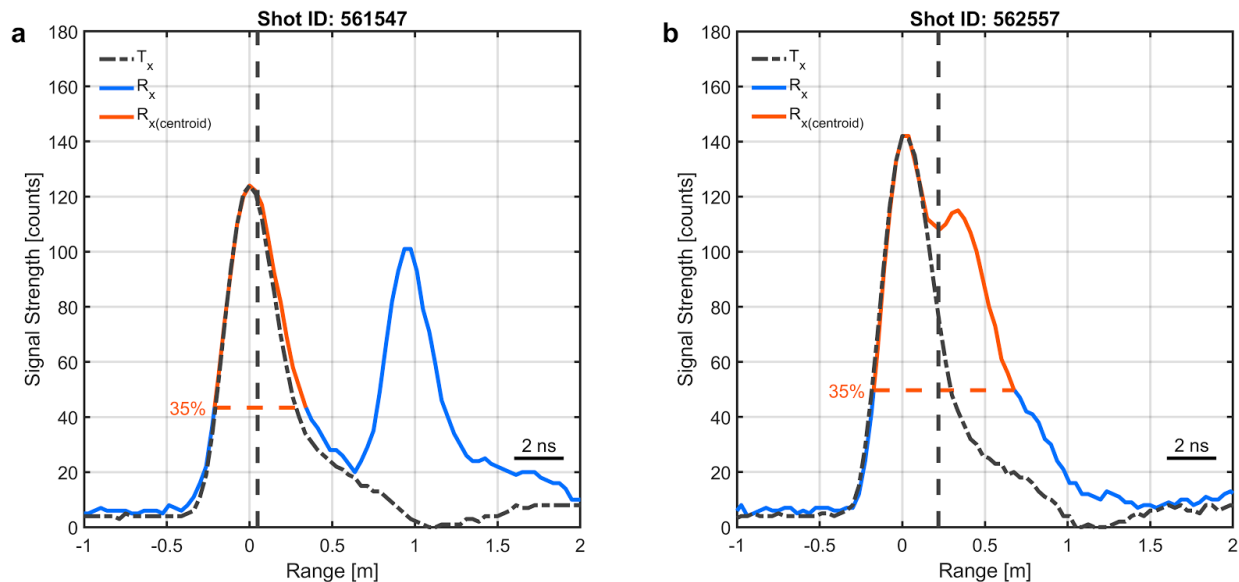 a
Shot ID: 561547
180
160
140
120
100
80
60
40
20
0
Signal Strength [counts]
Tx
Rx
Rx(centroid)
35%
2 ns
-1
-0.5
0
0.5
1
1.5
2
Range [m]
b
Shot ID: 562557
180
160
140
120
100
80
60
40
20
0
Signal Strength [counts]
Tx
Rx
Rx(centroid)
35%
2 ns
-1
-0.5
0
0.5
1
1.5
2
Range [m]